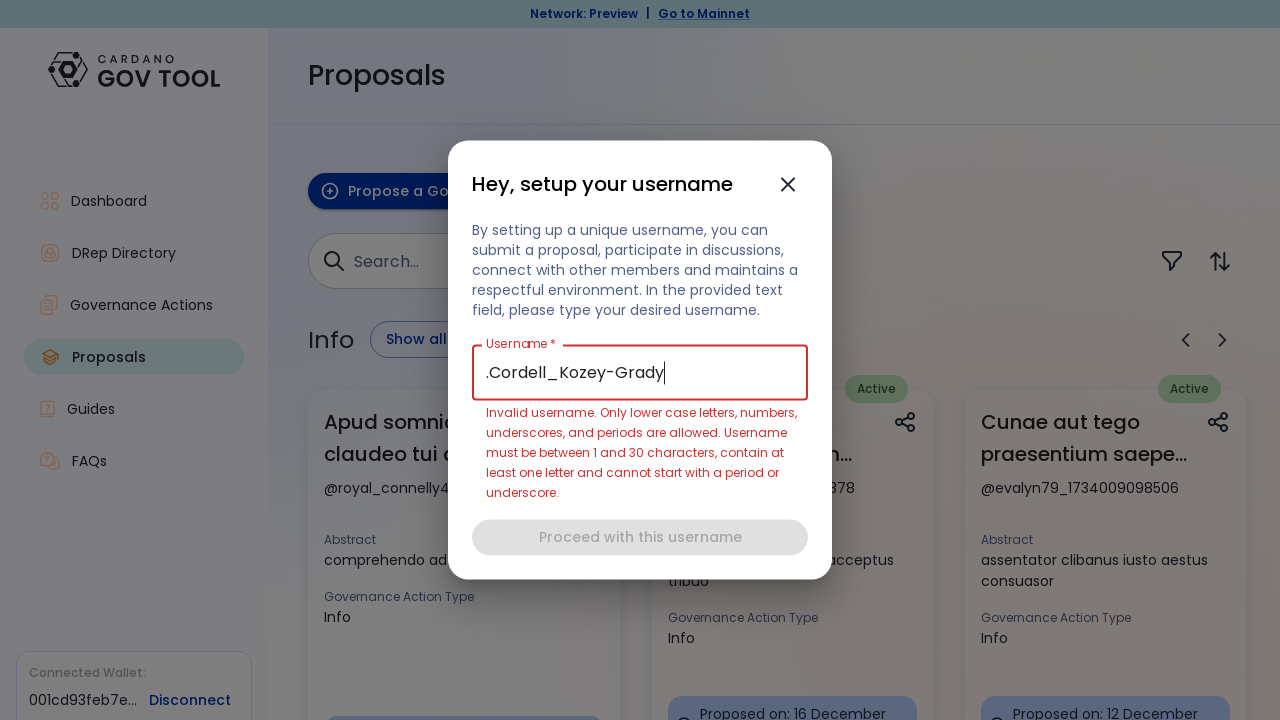 Network: Preview | Go to Mainnet
CARDANO
GOV TOOL
Proposals
Dashboard
DRep Directory
Governance Actions
Proposals
Guides
FAQs
Connected Wallet:
001cd93feb7e... Disconnect
Propose a Go
Search...
Info
Show all
Hey, setup your username
By setting up a unique username, you can
submit a proposal, participate in discussions,
connect with other members and maintains a
respectful environment. In the provided text
field, please type your desired username.
Username *
.Cordell_Kozey-Grady
Invalid username. Only lower case letters, numbers,
underscores, and periods are allowed. Username
must be between 1 and 30 characters, contain at
least one letter and cannot start with a period or
underscore.
Proceed with this username
Apud somnio
claudeo tui
@royal_connelly4
Abstract
comprehendo ad
Governance Action Type
Info
Active
acceptus
tribuo
Governance Action Type
Info
Proposed on: 16 December
Active
Cunae aut tego
praesentium saepe...
@evalyn79_1734009098506
Abstract
assentator clibanus iusto aestus
consuasor
Governance Action Type
Info
Proposed on: 12 December